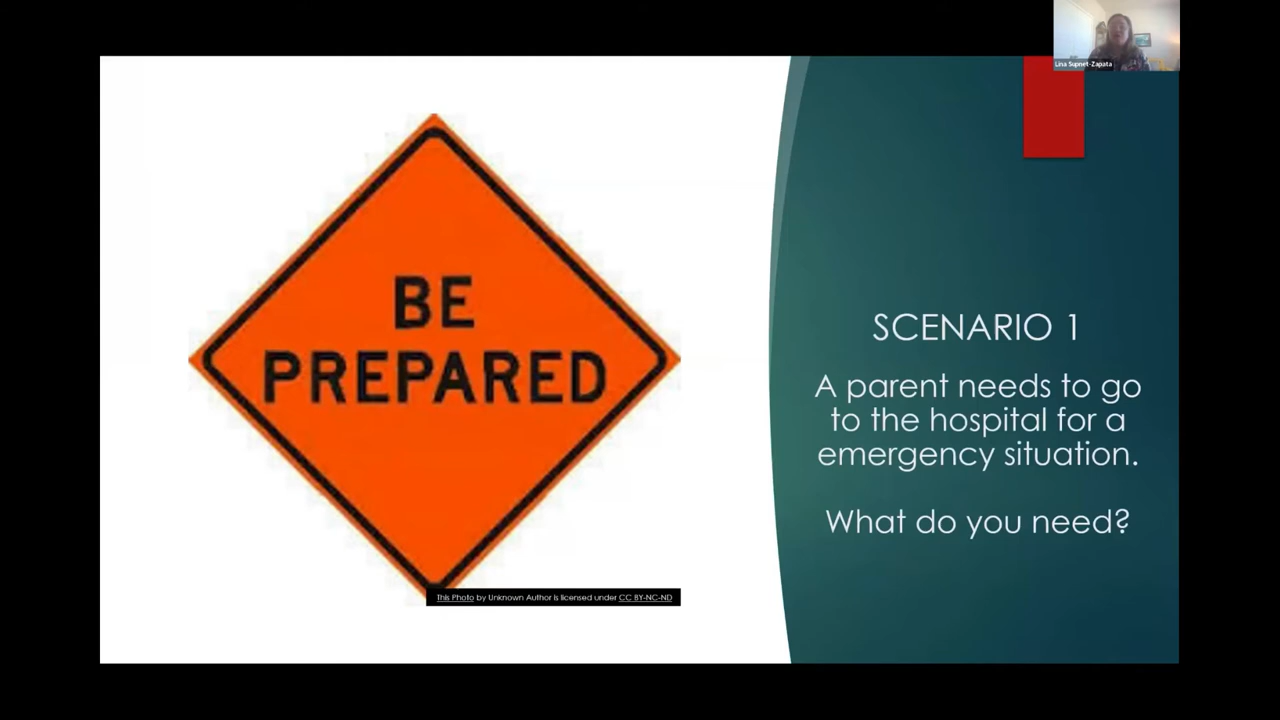 Lina Supnet-Zapata
BE
PREPARED
SCENARIO 1
A parent needs to go
to the hospital for a
emergency situation.
What do you need?
This Photo by Unknown Author is licensed under CC BY-NC-ND